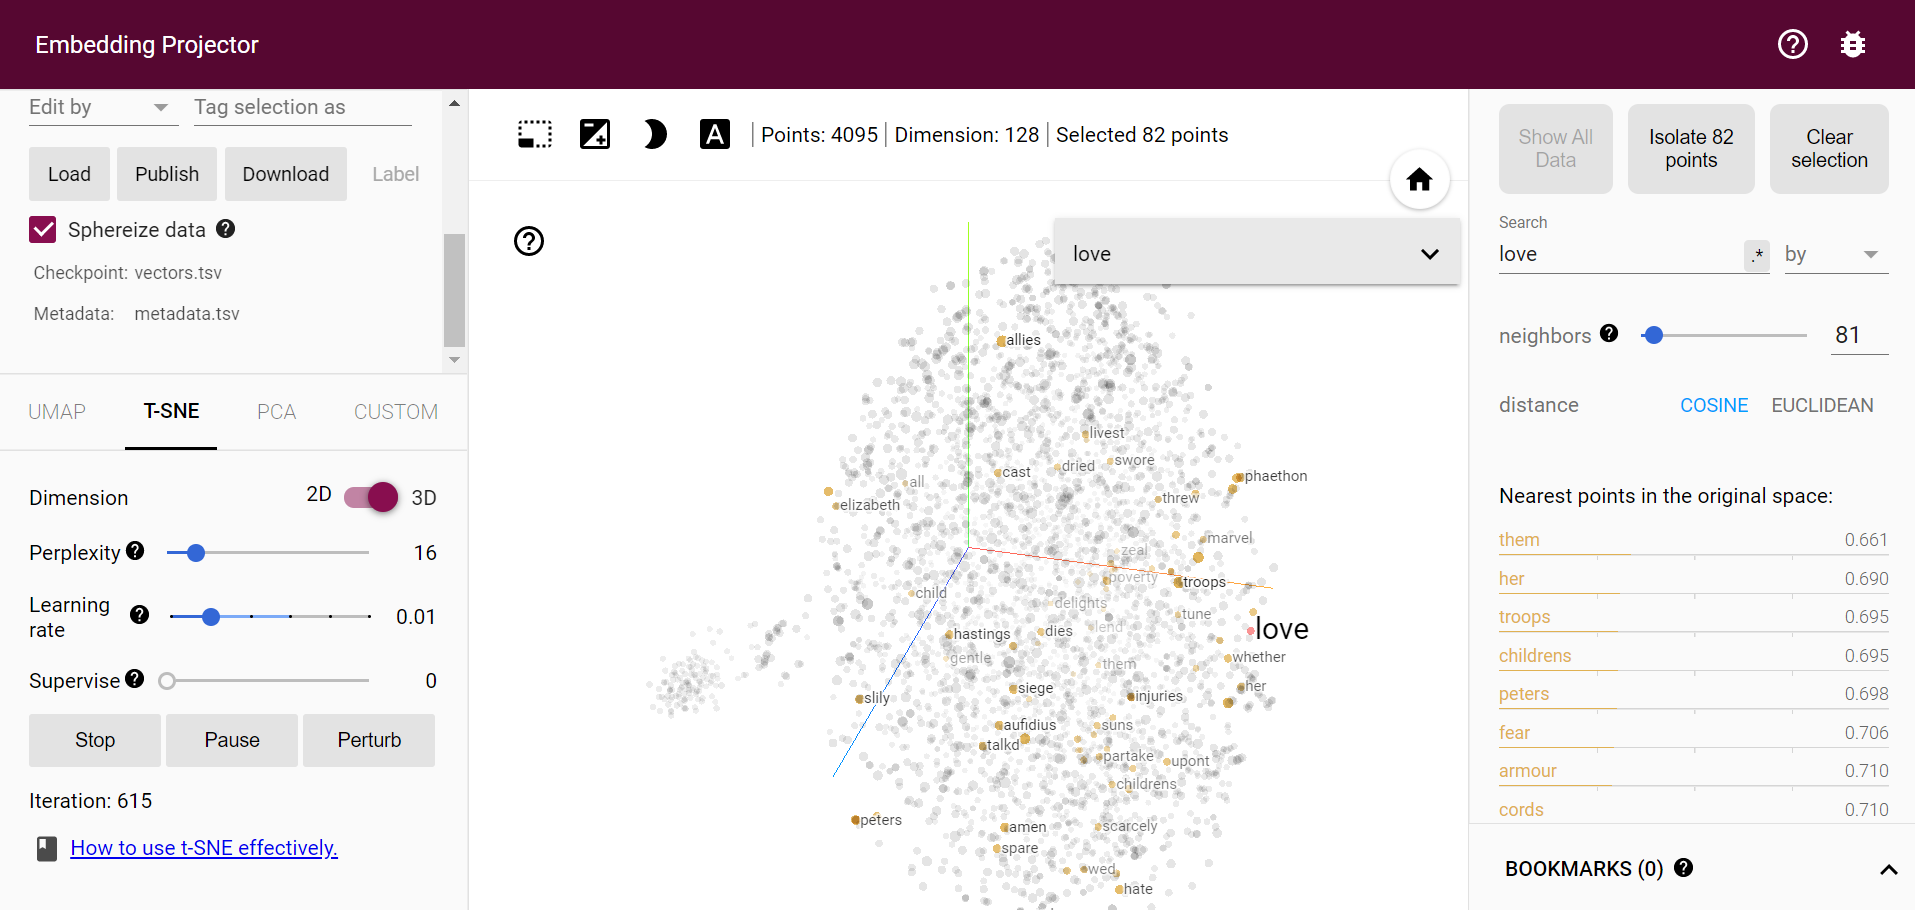 Embedding Projector
Edit by
Tag selection as
Load
Publish
Download
Label
Sphereize data
Checkpoint: vectors.tsv
Metadata: metadata.tsv
UMAP
T-SNE
PCA
CUSTOM
Dimension
2D
3D
Perplexity
16
Learning
rate
0.01
Supervise
0
Stop
Pause
Perturb
Iteration: 615
How to use t-SNE effectively.
A
Points: 4095
Dimension: 128
Selected 82 points
love
allies
livest
cast
dried
swore
phaethon
all
elizabeth
threw
marvel
zeal
poverty
troops
child
delights
tune
hastings
dies
lend
love
gentle
them
whether
slily
siege
injuries
her
aufidius
suns
talkd
partake
upont
childrens
peters
amen
scarcely
spare
wed
hate
Show All
Data
Isolate 82
points
Clear
selection
Search
love
.*
by
neighbors
81
distance
COSINE
EUCLIDEAN
Nearest points in the original space:
them 0.661
her 0.690
troops 0.695
childrens 0.695
peters 0.698
fear 0.706
armour 0.710
cords 0.710
BOOKMARKS (0)